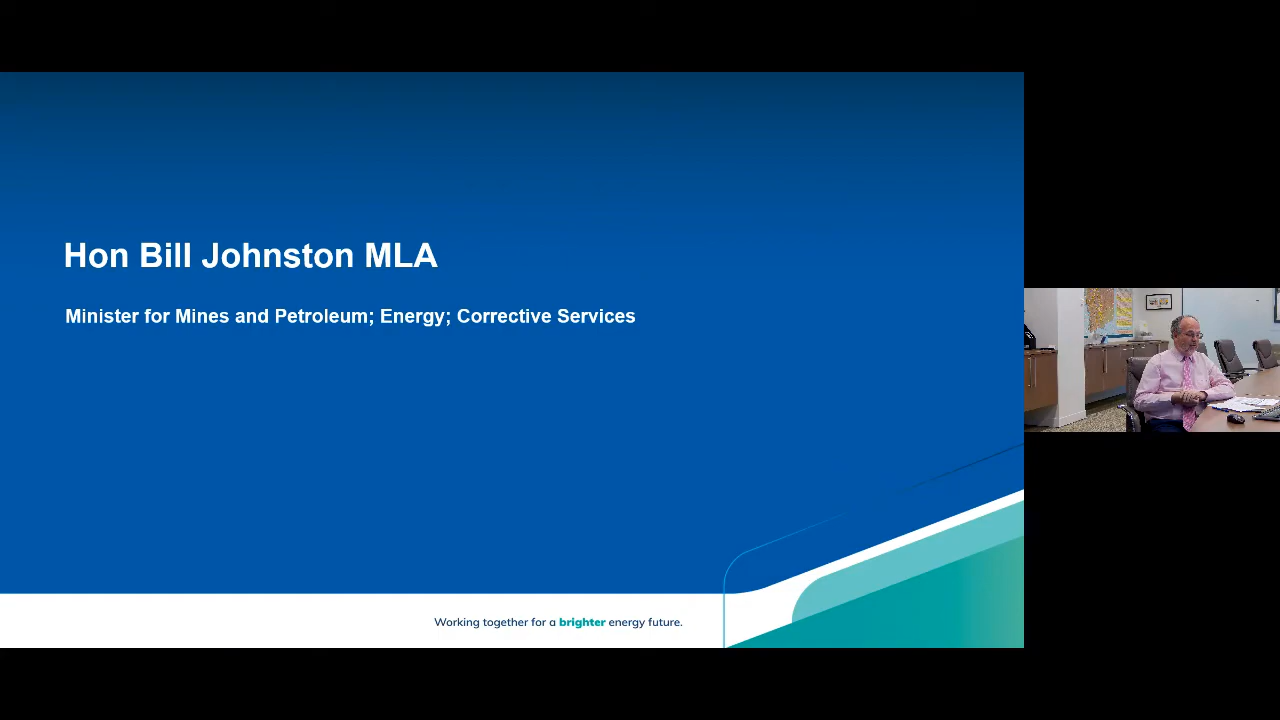 Hon Bill Johnston MLA
Minister for Mines and Petroleum; Energy; Corrective Services
Working together for a brighter energy future.